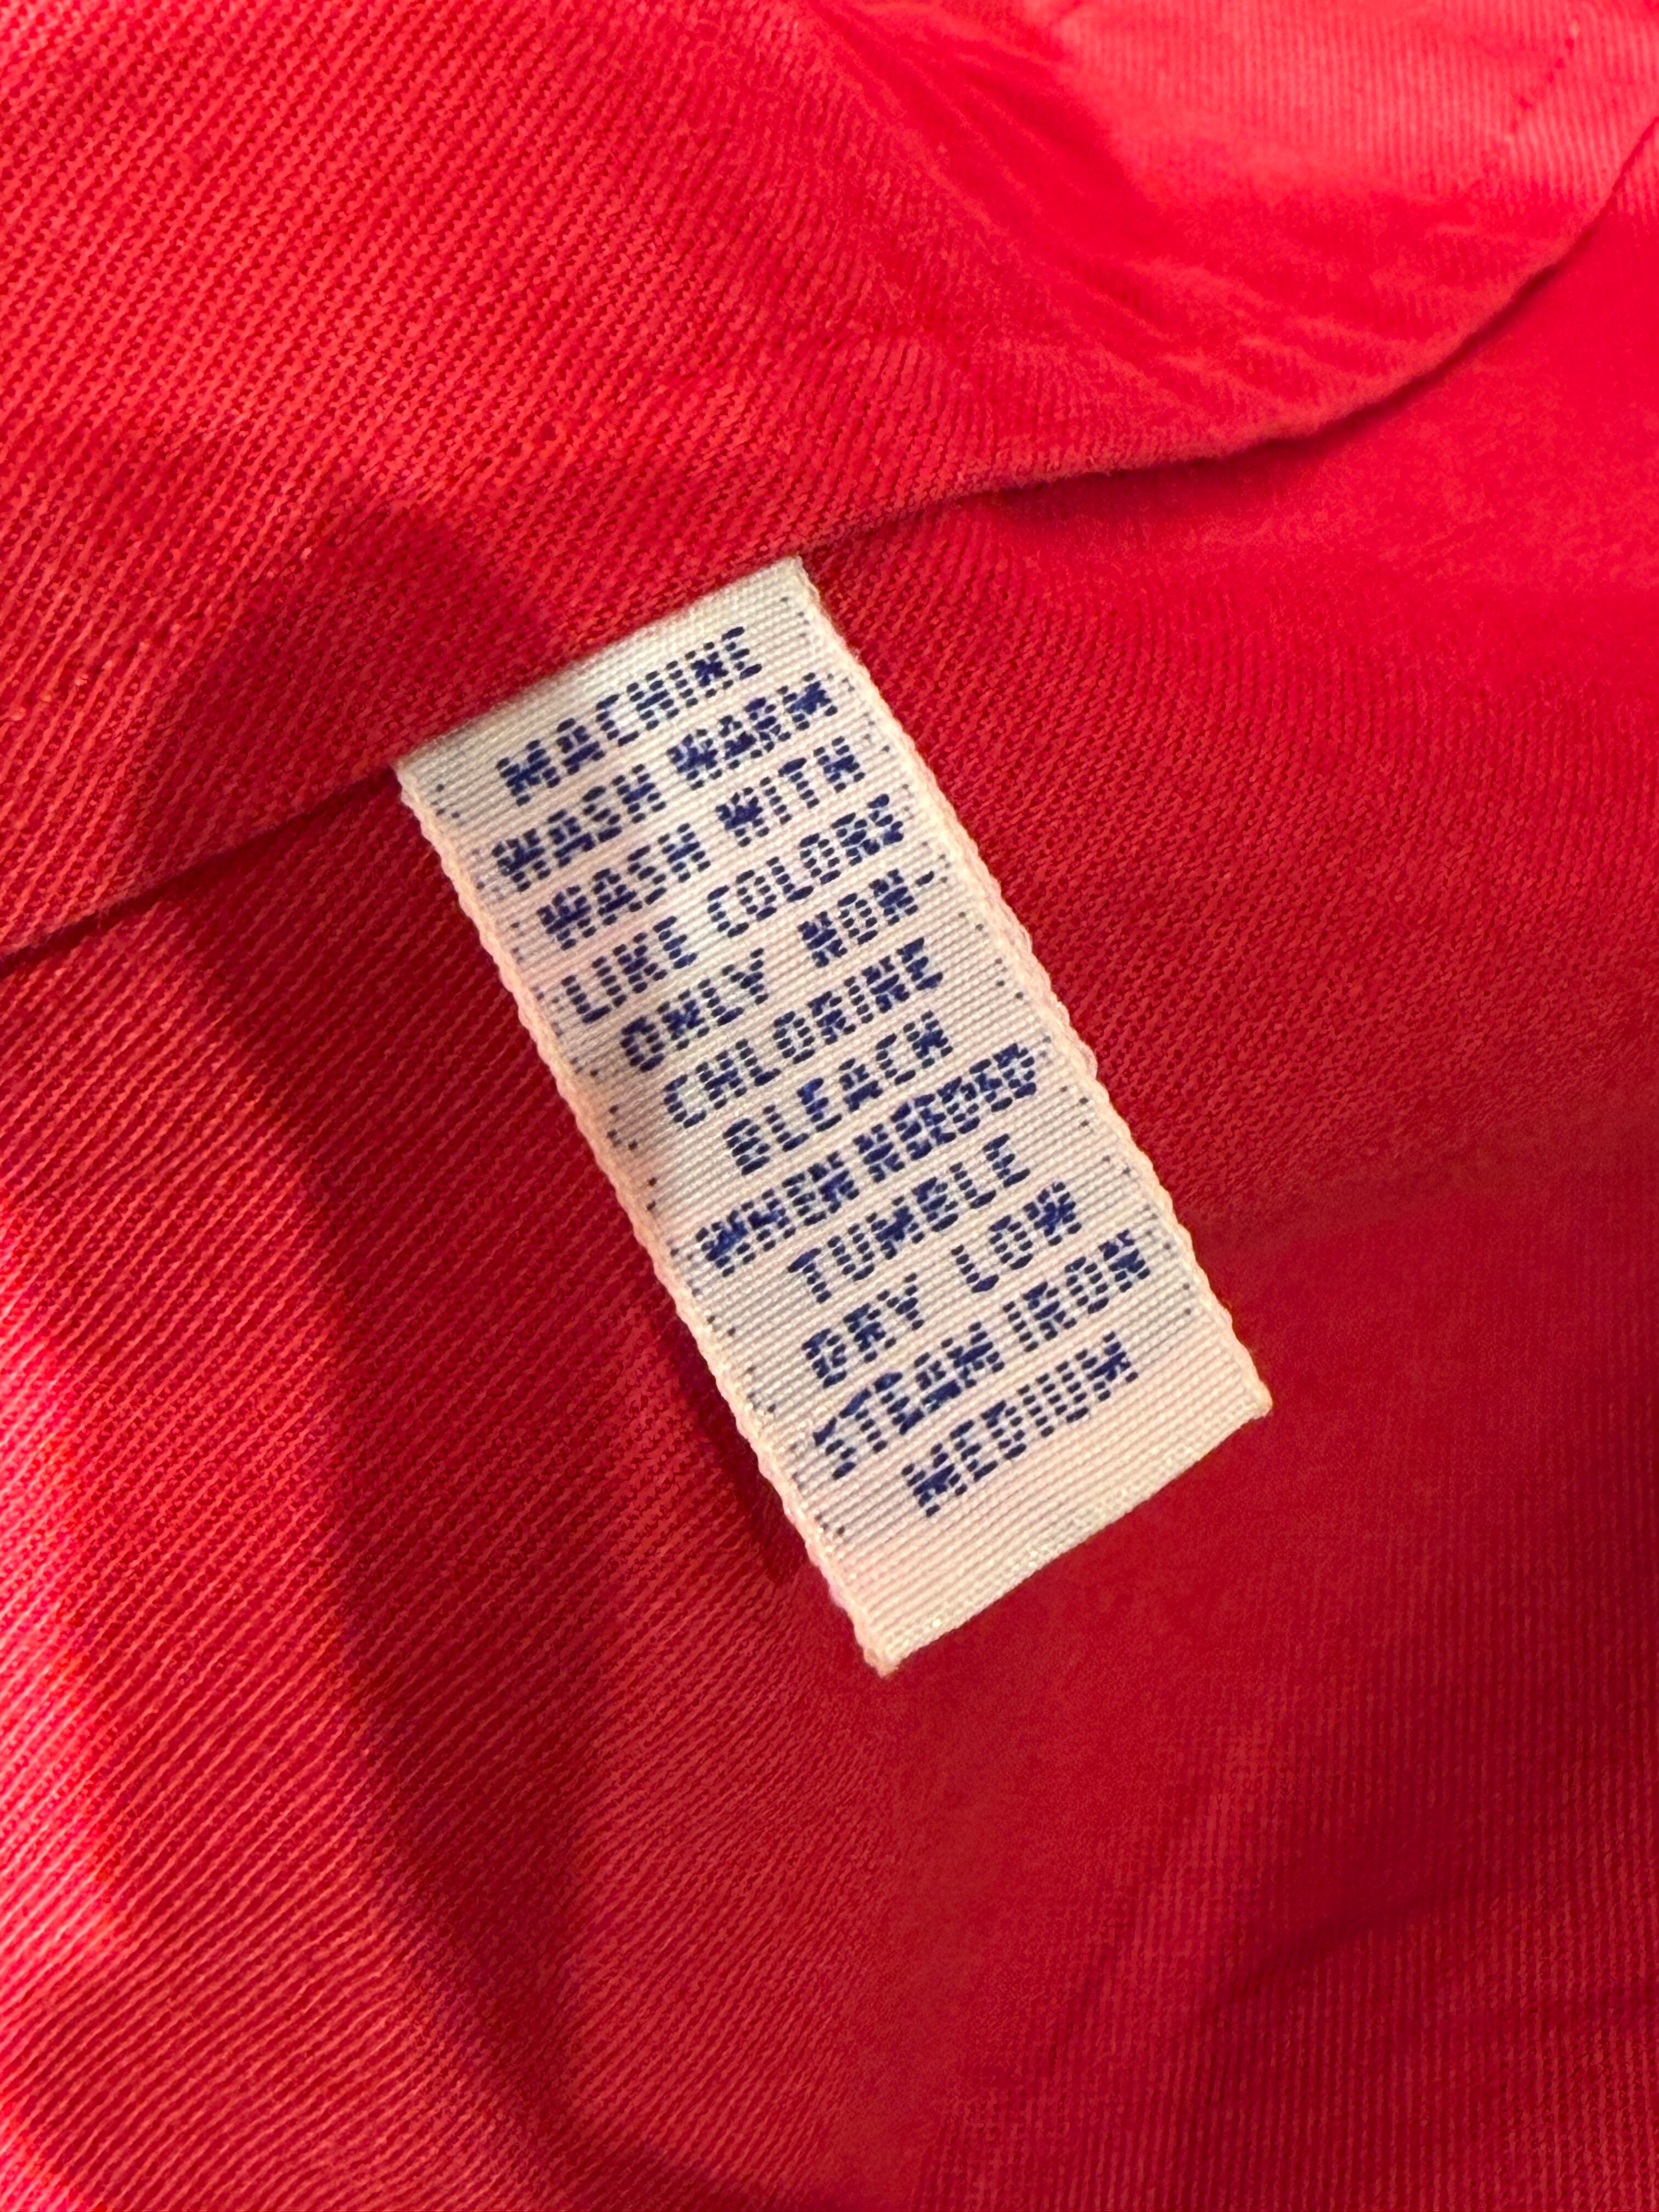 MACHINE
WASH WARM
WASH WITH
LIKE COLORS
ONLY NON-
CHLORINE
BLEACH
WHEN NEEDED
TUMBLE
DRY LOW
STEAM IRON
MEDIUM